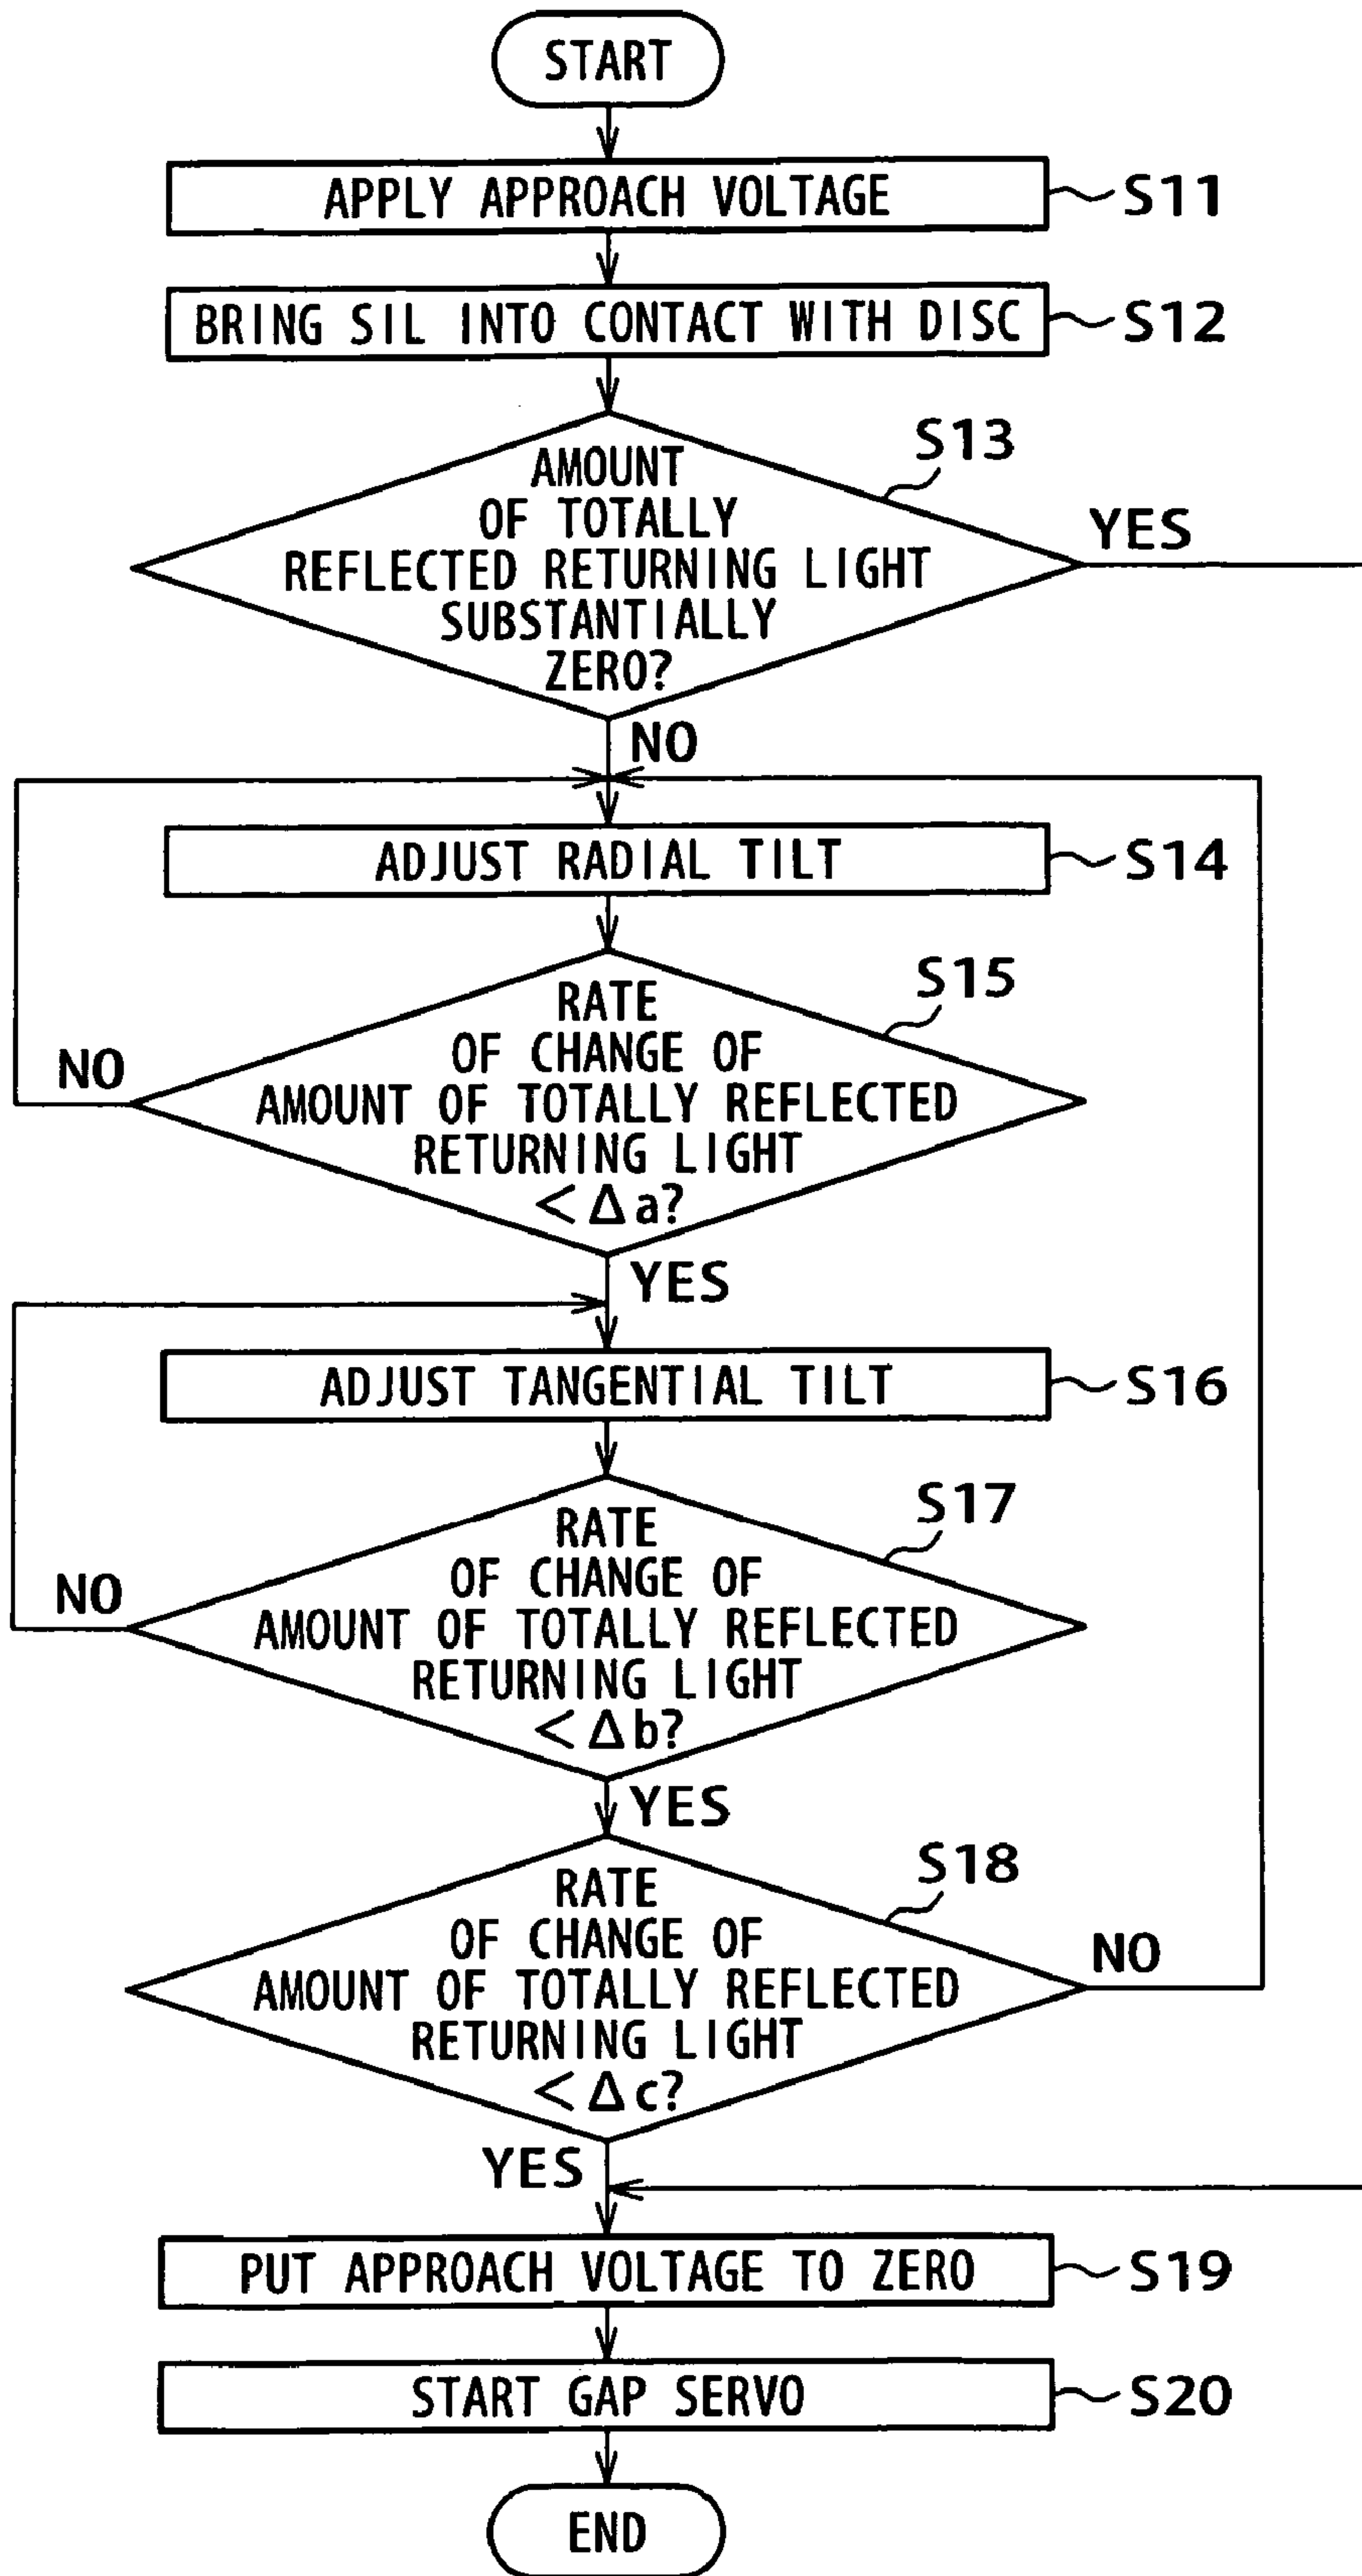 START
APPLY APPROACH VOLTAGE
S11
BRING SIL INTO CONTACT WITH DISC
S12
S13
AMOUNT
OF TOTALLY
REFLECTED RETURNING LIGHT
SUBSTANTIALLY
ZERO?
YES
NO
ADJUST RADIAL TILT
S14
S15
RATE
OF CHANGE OF
AMOUNT OF TOTALLY REFLECTED
RETURNING LIGHT
< Δa?
NO
YES
ADJUST TANGENTIAL TILT
S16
S17
RATE
OF CHANGE OF
AMOUNT OF TOTALLY REFLECTED
RETURNING LIGHT
< Δb?
NO
YES
S18
RATE
OF CHANGE OF
AMOUNT OF TOTALLY REFLECTED
RETURNING LIGHT
< Δc?
NO
YES
PUT APPROACH VOLTAGE TO ZERO
S19
START GAP SERVO
S20
END